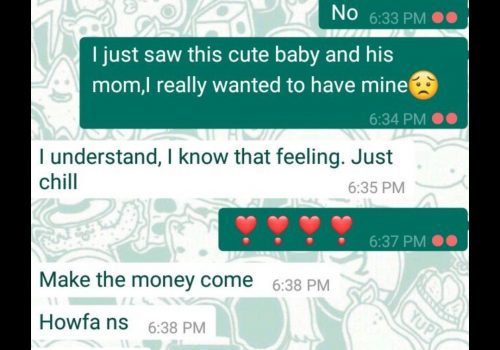 No 6:33 PM
I just saw this cute baby and his
mom,I really wanted to have mine😟
6:34 PM
I understand, I know that feeling. Just
chill
6:35 PM
❣❣❣❣
6:37 PM
Make the money come 6:38 PM
Howfa ns 6:38 PM